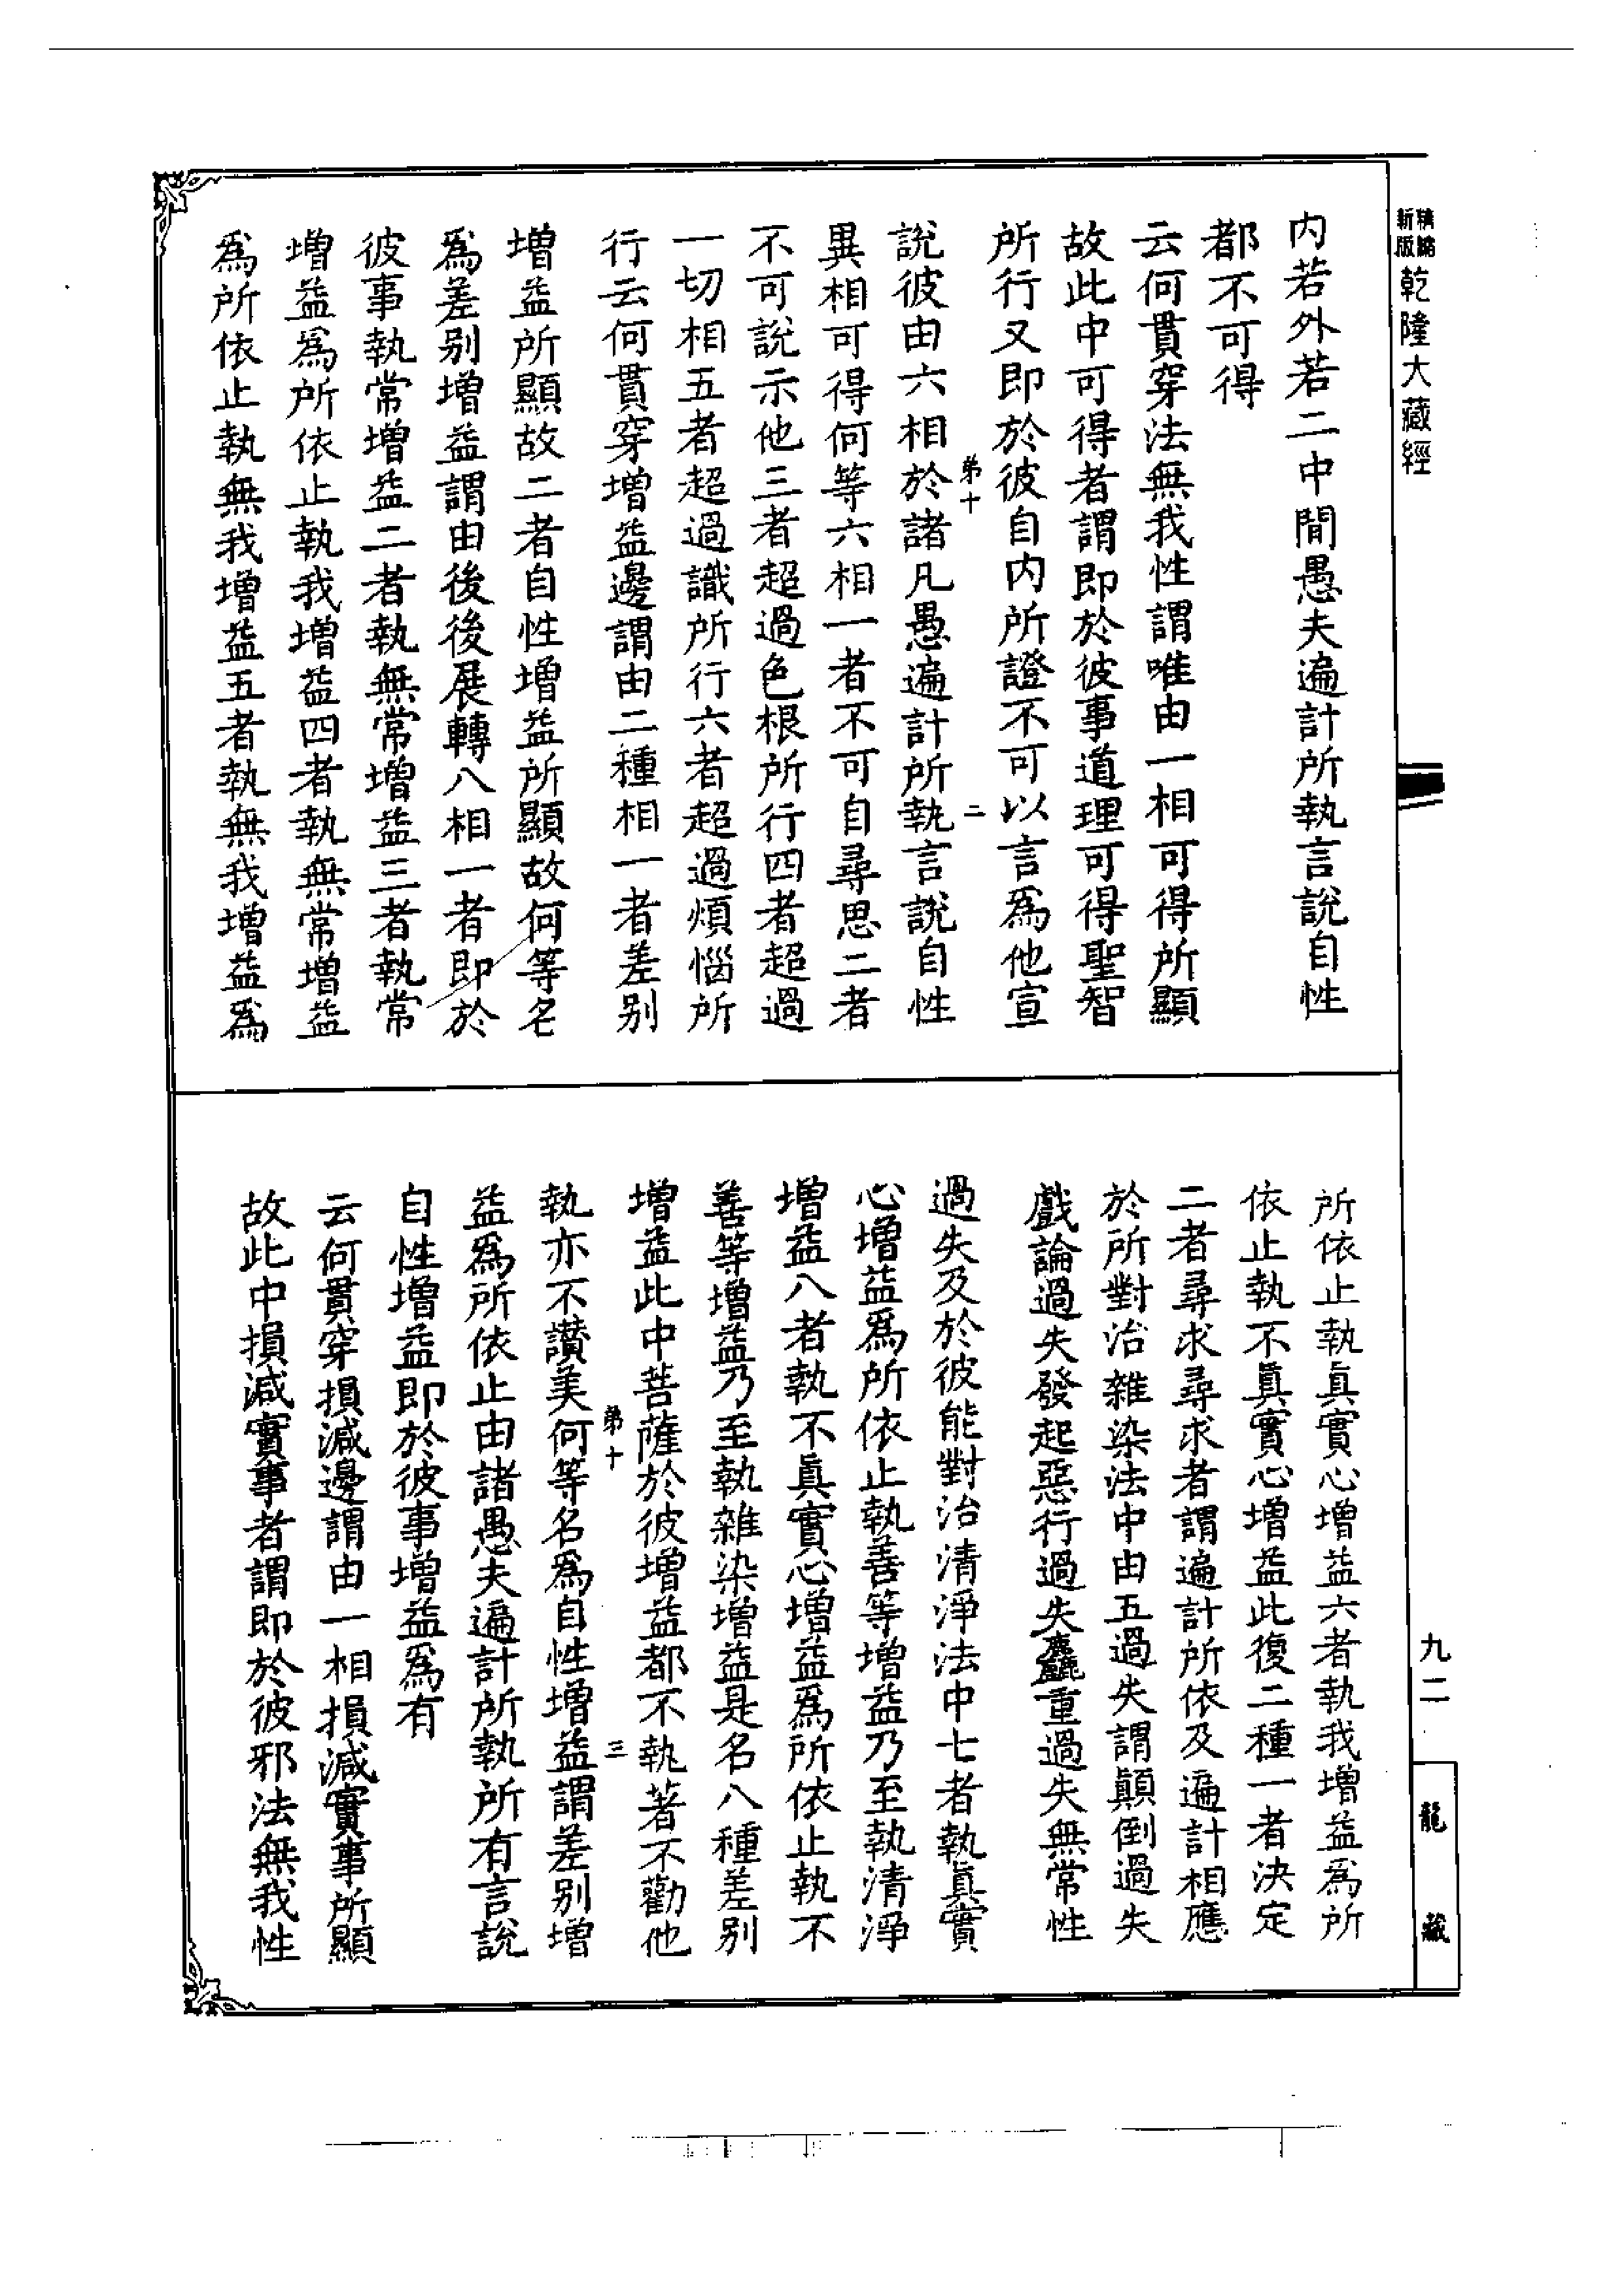 新版
精編
乾隆大藏經
內若外若二中間愚夫遍計所執言說自性
都不可得
云何貫穿法無我性謂唯由一相可得所顯
故此中可得者謂即於彼事道理可得聖智
所行又即於彼自內所證不可以言爲他宣
第十
二
說彼由六相於諸凡愚遍計所執言說自性
異相可得何等六相一者不可自尋思二者
不可說示他三者超過色根所行四者超過
一切相五者超過識所行六者超過煩惱所
行云何貫穿增益邊謂由二種相一者差別
增益所顯故二者自性增益所顯故何等名
爲差別增益謂由後後展轉八相一者即於
彼事執常增益二者執無常增益三者執常
增益爲所依止執我增益四者執無常增益
爲所依止執無我增益五者執無我增益爲
所依止執真實心增益六者執我增益爲所
依止執不真實心增益此復二種一者決定
二者尋求尋求者謂遍計所依及遍計相應
於所對治雜染法中由五過失謂顛倒過失
戲論過失發起惡行過失麤重過失無常性
過失及於彼能對治清淨法中七者執真實
心增益爲所依止執善等增益乃至執清淨
增益八者執不真實心增益爲所依止執不
善等增益乃至執雜染增益是名八種差別
增益此中菩薩於彼增益都不執著不勸他
第十
三
執亦不讚美何等名爲自性增益謂差別增
益爲所依止由諸愚夫遍計所執所有言說
自性增益即於彼事增益爲有
云何貫穿損減邊謂由一相損減實事所顯
故此中損減實事者謂即於彼邪法無我性
九二
龍藏